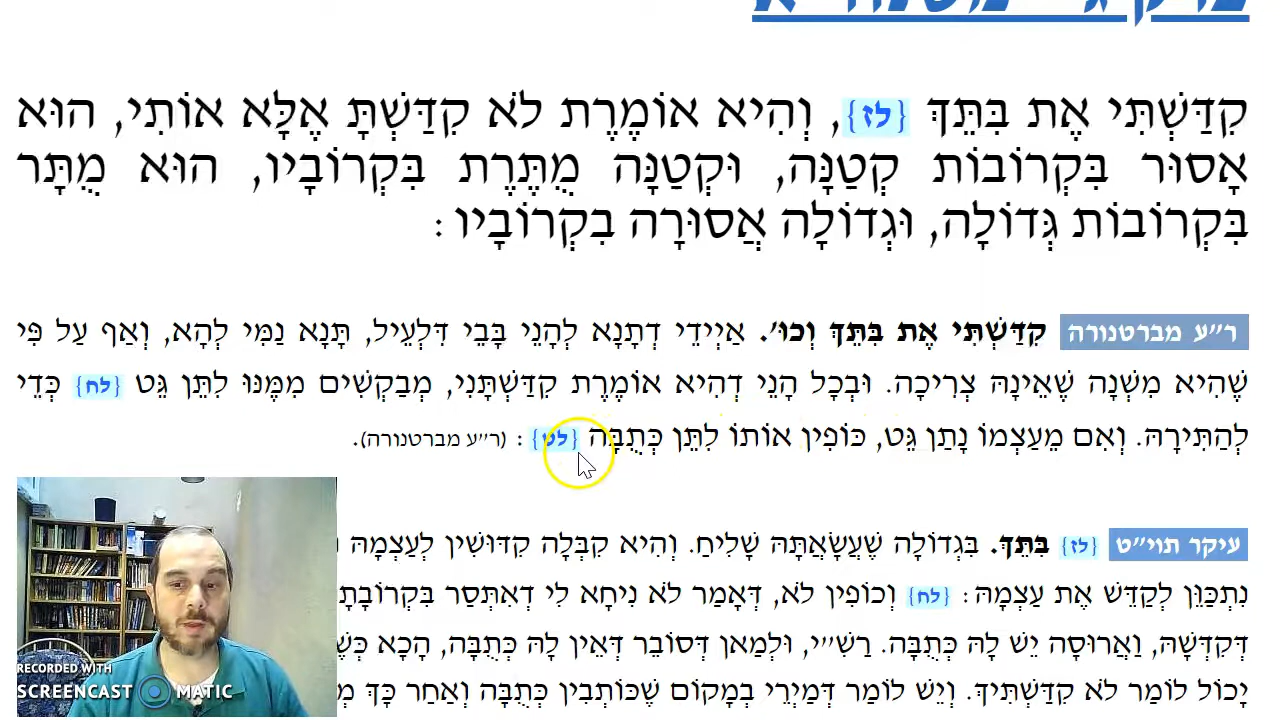 קִדַּשְׁתִּי אֶת בִּתֵּךְ {לז}, וְהִיא אוֹמֶרֶת לֹא קִדַּשְׁתָּ אֶלָּא אוֹתִי, הוּא
אָסוּר בִּקְרוֹבוֹת קְטַנָּה, וּקְטַנָּה מֻתֶּרֶת בִּקְרוֹבָיו, הוּא מֻתָּר
בִּקְרוֹבוֹת גְּדוֹלָה, וּגְדוֹלָה אֲסוּרָה בִקְרוֹבָיו:
ר״ע מברטנורה קִדַּשְׁתִּי אֶת בִּתֵּךְ וְכוּ׳. אַיְידֵי דְתָנָא לְהָנֵי בָּבֵי דִּלְעֵיל, תָּנָא נַמִּי לְהָא, וְאַף עַל פִּי
שֶׁהִיא מִשְׁנָה שֶׁאֵינָהּ צְרִיכָה. וּבְכָל הָנֵי דְהִיא אוֹמֶרֶת קִדַּשְׁתָּנִי, מְבַקְשִׁים מִמֶּנּוּ לִתֵּן גֵּט {לח} כְּדֵי
לְהַתִּירָהּ. וְאִם מֵעַצְמוֹ נָתַן גֵּט, כּוֹפִין אוֹתוֹ לִתֵּן כְּתֻבָּה {לט} : (ר״ע מברטנורה).
עיקר תוי״ט {לז} בִּתֵּךְ. בִּגְדוֹלָה שֶׁעֲשָׂאַתָּה שָׁלִיחַ. וְהִיא קִבְּלָה קִדּוּשִׁין לְעַצְמָהּ
נִתְכַּוֵּן לְקַדֵּשׁ אֶת עַצְמָהּ: {לח} וְכוֹפִין לֹא, דְּאָמַר לֹא נִיחָא לִי דְאִתְּסַר בִּקְרוֹבָתָ
דְּקִדְּשָׁהּ, וַאֲרוּסָה יֵשׁ לָהּ כְּתֻבָּה. רַשִׁ״י, וּלְמַאן דְּסוֹבֵר דְּאֵין לָהּ כְּתֻבָּה, הָכָא כְּשֶׁ
יָכוֹל לוֹמַר לֹא קִדַּשְׁתִּיךְ. וְיֵשׁ לוֹמַר דְּמַיְרֵי בְמָקוֹם שֶׁכּוֹתְבִין כְּתֻבָּה וְאַחַר כָּךְ
RECORDED WITH
SCREENCAST MATIC